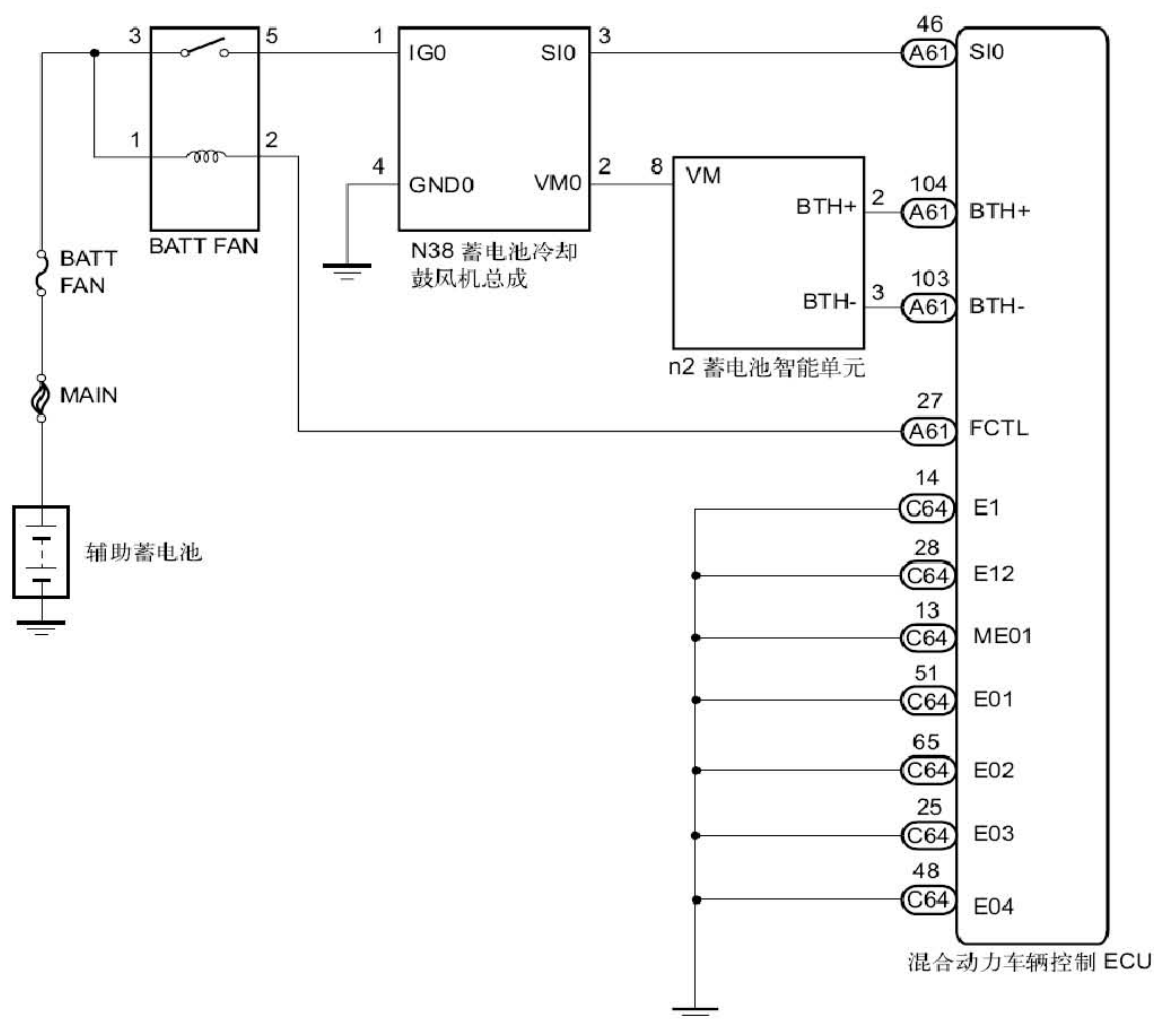 3 5 1 IG0 SI0 3 46 A61 SI0
1 2 4 GND0 VM0 2 8 VM
BTH+ 2 104 A61 BTH+
BATT FAN
N38 蓄电池冷却
鼓风机总成
BATT
FAN
BTH- 3 103 A61 BTH-
n2 蓄电池智能单元
MAIN
27 A61 FCTL
14 C64 E1
辅助蓄电池
28 C64 E12
13 C64 ME01
51 C64 E01
65 C64 E02
25 C64 E03
48 C64 E04
混合动力车辆控制 ECU